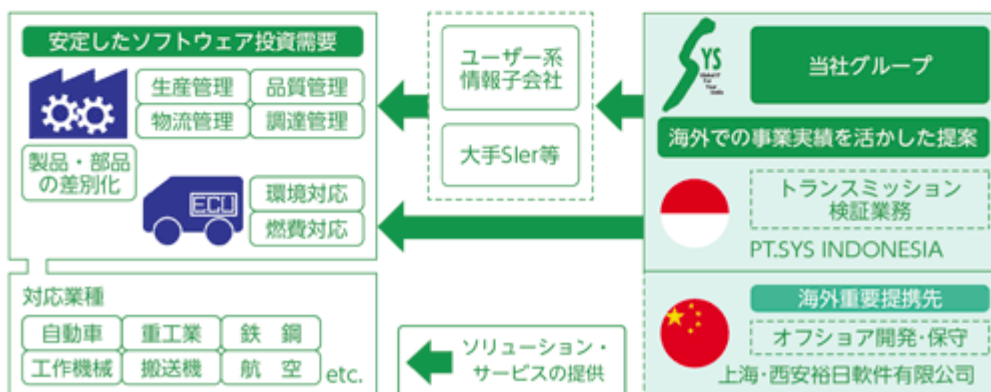 安定したソフトウェア投資需要
生産管理
品質管理
物流管理
調達管理
製品・部品
の差別化
ECU
環境対応
燃費対応
対応業種
自動車
重工業
鉄 鋼
工作機械
搬送機
航 空
etc.
ユーザー系
情報子会社
大手SIer等
ソリューション・
サービスの提供
SYS
当社グループ
海外での事業実績を活かした提案
トランスミッション
検証業務
PT.SYS INDONESIA
海外重要提携先
オフショア開発・保守
上海・西安裕日軟件有限公司